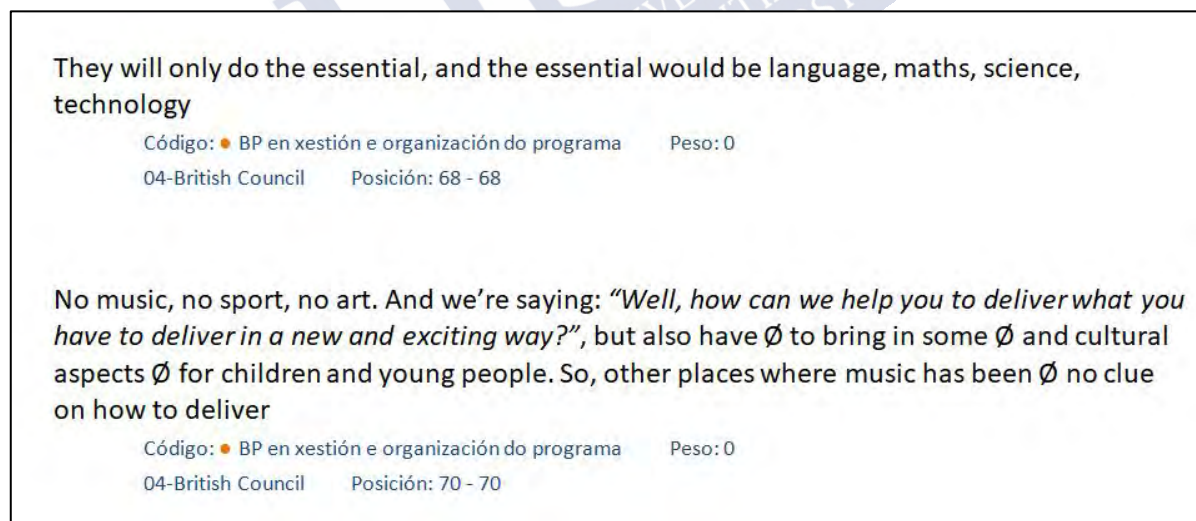 They will only do the essential, and the essential would be language, maths, science,
technology
Código: ● BP en xestión e organización do programa Peso: 0
04-British Council Posición: 68 - 68
No music, no sport, no art. And we’re saying: “Well, how can we help you to deliver what you
have to deliver in a new and exciting way?”, but also have Ø to bring in some Ø and cultural
aspects Ø for children and young people. So, other places where music has been Ø no clue
on how to deliver
Código: ● BP en xestión e organización do programa Peso: 0
04-British Council Posición: 70 - 70